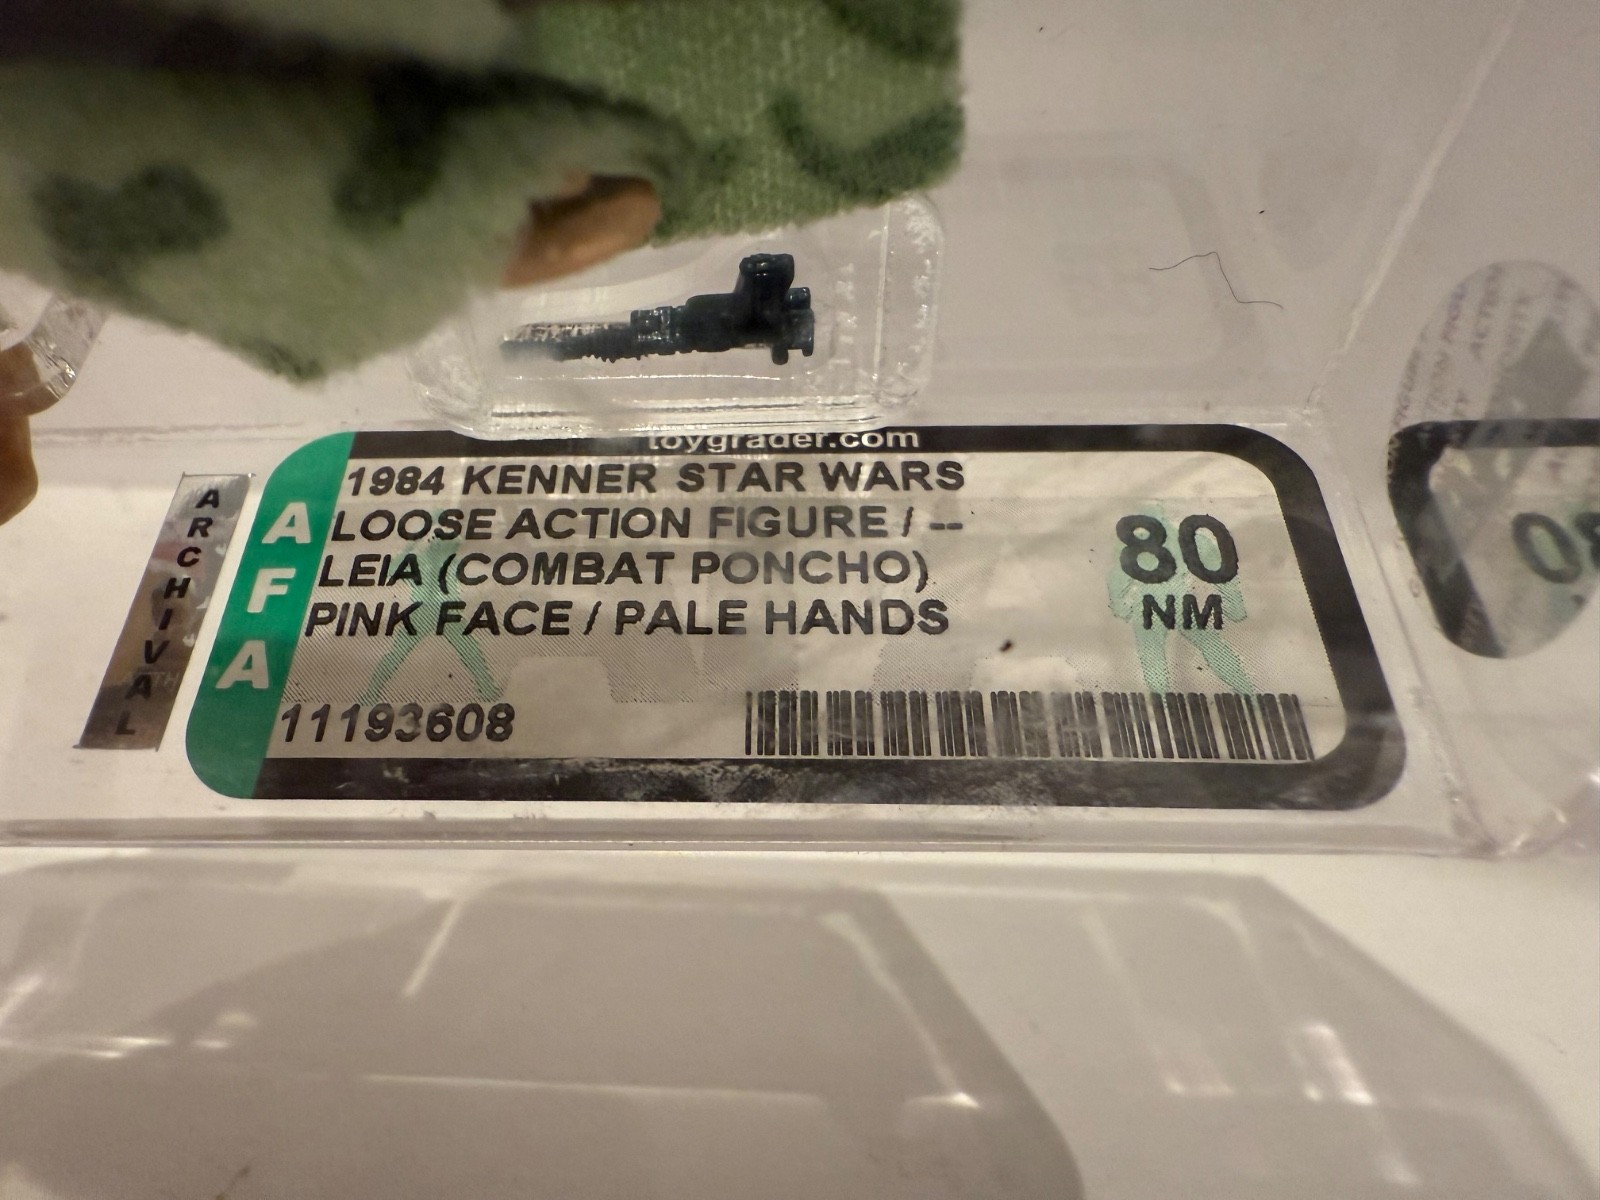 toygrader.com
ARCHIVAL
AFA
1984 KENNER STAR WARS
LOOSE ACTION FIGURE / --
LEIA (COMBAT PONCHO)
PINK FACE / PALE HANDS
80
NM
11193608